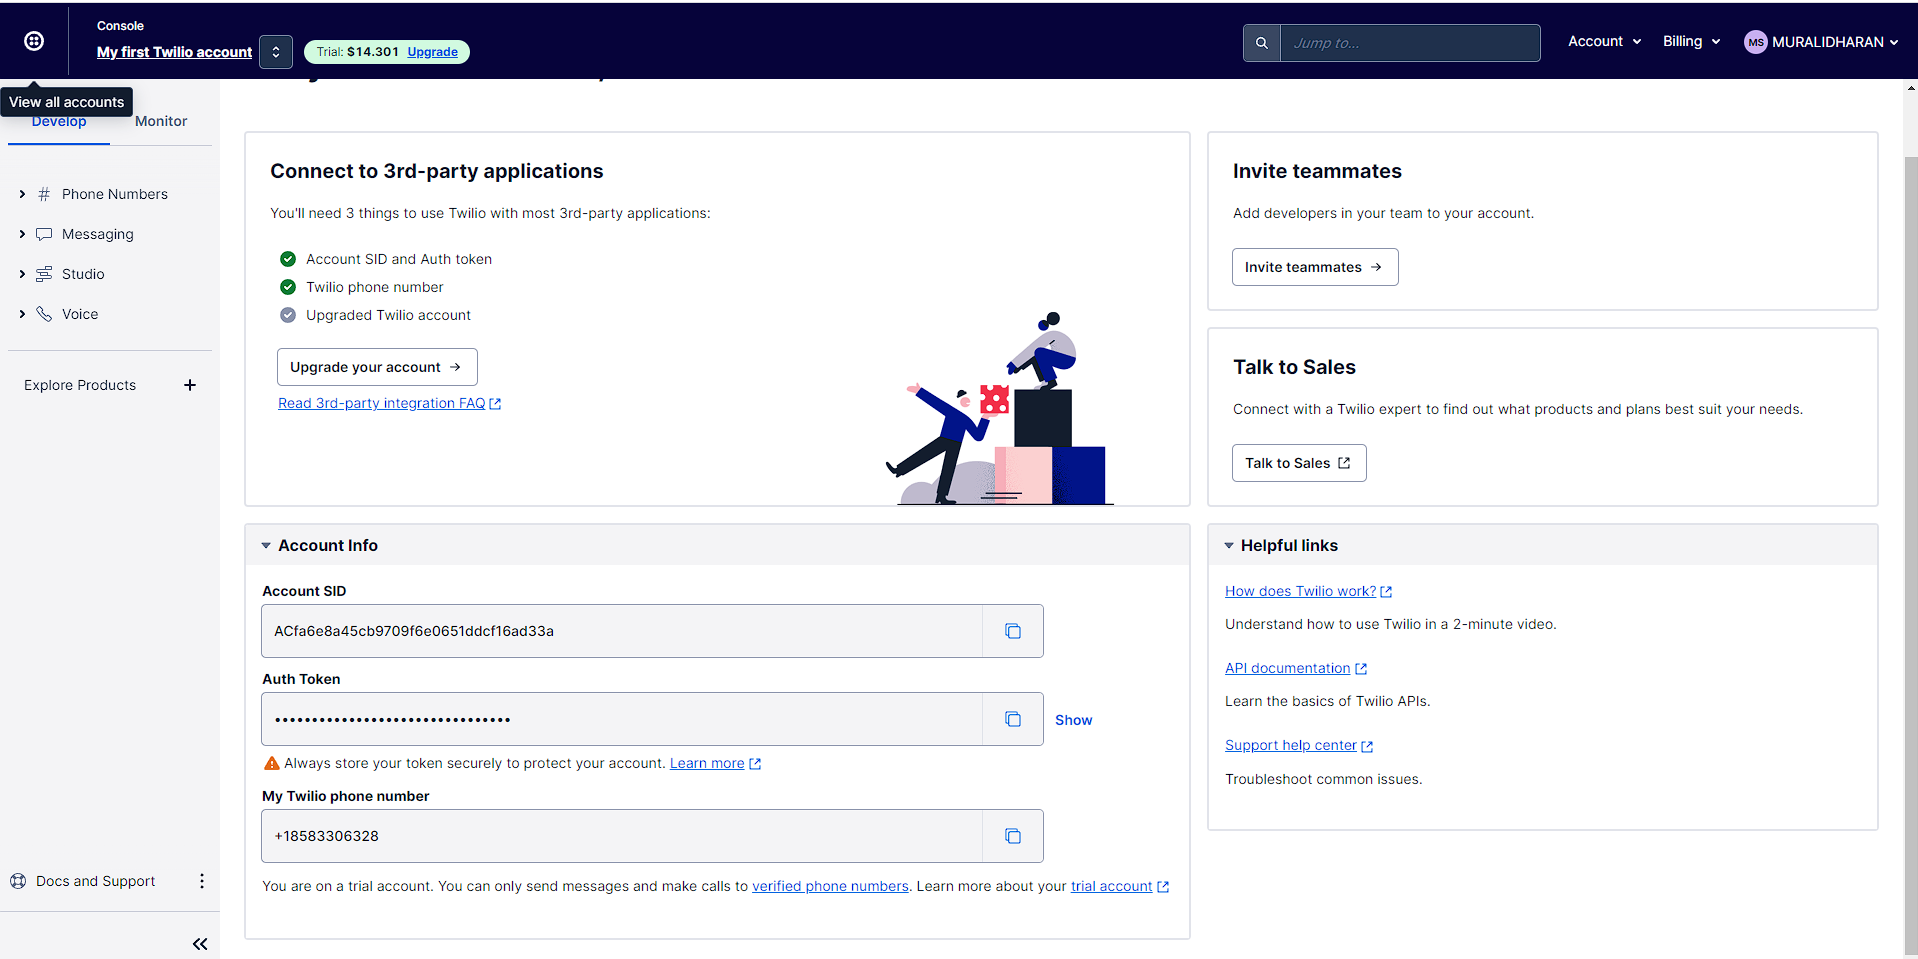 Console
My first Twilio account
Trial: $14.301 Upgrade
Jump to...
Account
Billing
MS MURALIDHARAN
View all accounts
Develop
Monitor
Phone Numbers
Messaging
Studio
Voice
Explore Products
Docs and Support
Connect to 3rd-party applications
You'll need 3 things to use Twilio with most 3rd-party applications:
Account SID and Auth token
Twilio phone number
Upgraded Twilio account
Upgrade your account
Read 3rd-party integration FAQ
Invite teammates
Add developers in your team to your account.
Invite teammates
Talk to Sales
Connect with a Twilio expert to find out what products and plans best suit your needs.
Talk to Sales
Account Info
Account SID
ACfa6e8a45cb9709f6e0651ddcf16ad33a
Auth Token
••••••••••••••••••••••••••••••••
Show
Always store your token securely to protect your account. Learn more
My Twilio phone number
+18583306328
You are on a trial account. You can only send messages and make calls to verified phone numbers. Learn more about your trial account
Helpful links
How does Twilio work?
Understand how to use Twilio in a 2-minute video.
API documentation
Learn the basics of Twilio APIs.
Support help center
Troubleshoot common issues.